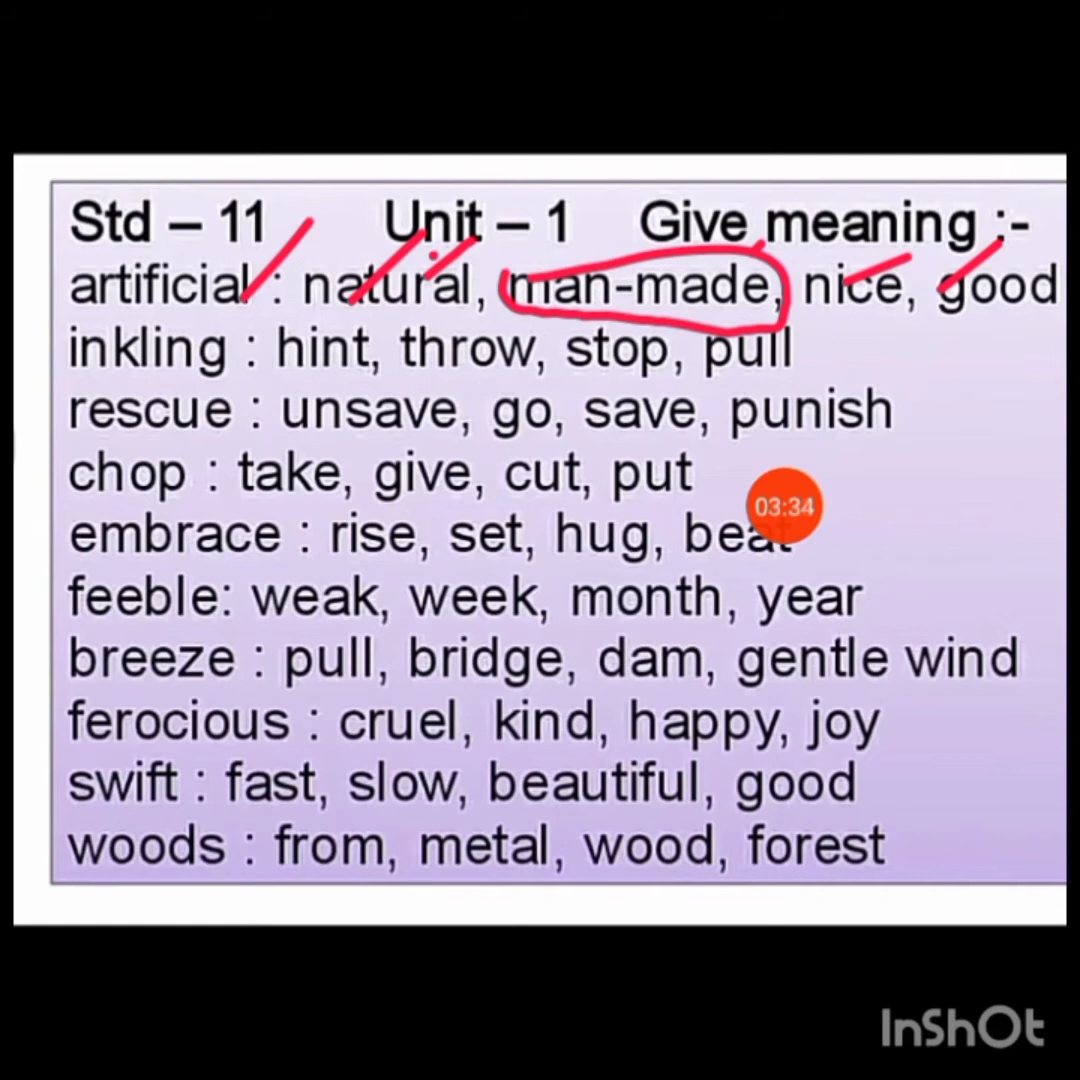 Std – 11 Unit – 1 Give meaning :-
artificial : natural, man-made, nice, good
inkling : hint, throw, stop, pull
rescue : unsave, go, save, punish
chop : take, give, cut, put
03:34
embrace : rise, set, hug, beat
feeble: weak, week, month, year
breeze : pull, bridge, dam, gentle wind
ferocious : cruel, kind, happy, joy
swift : fast, slow, beautiful, good
woods : from, metal, wood, forest
InShOt